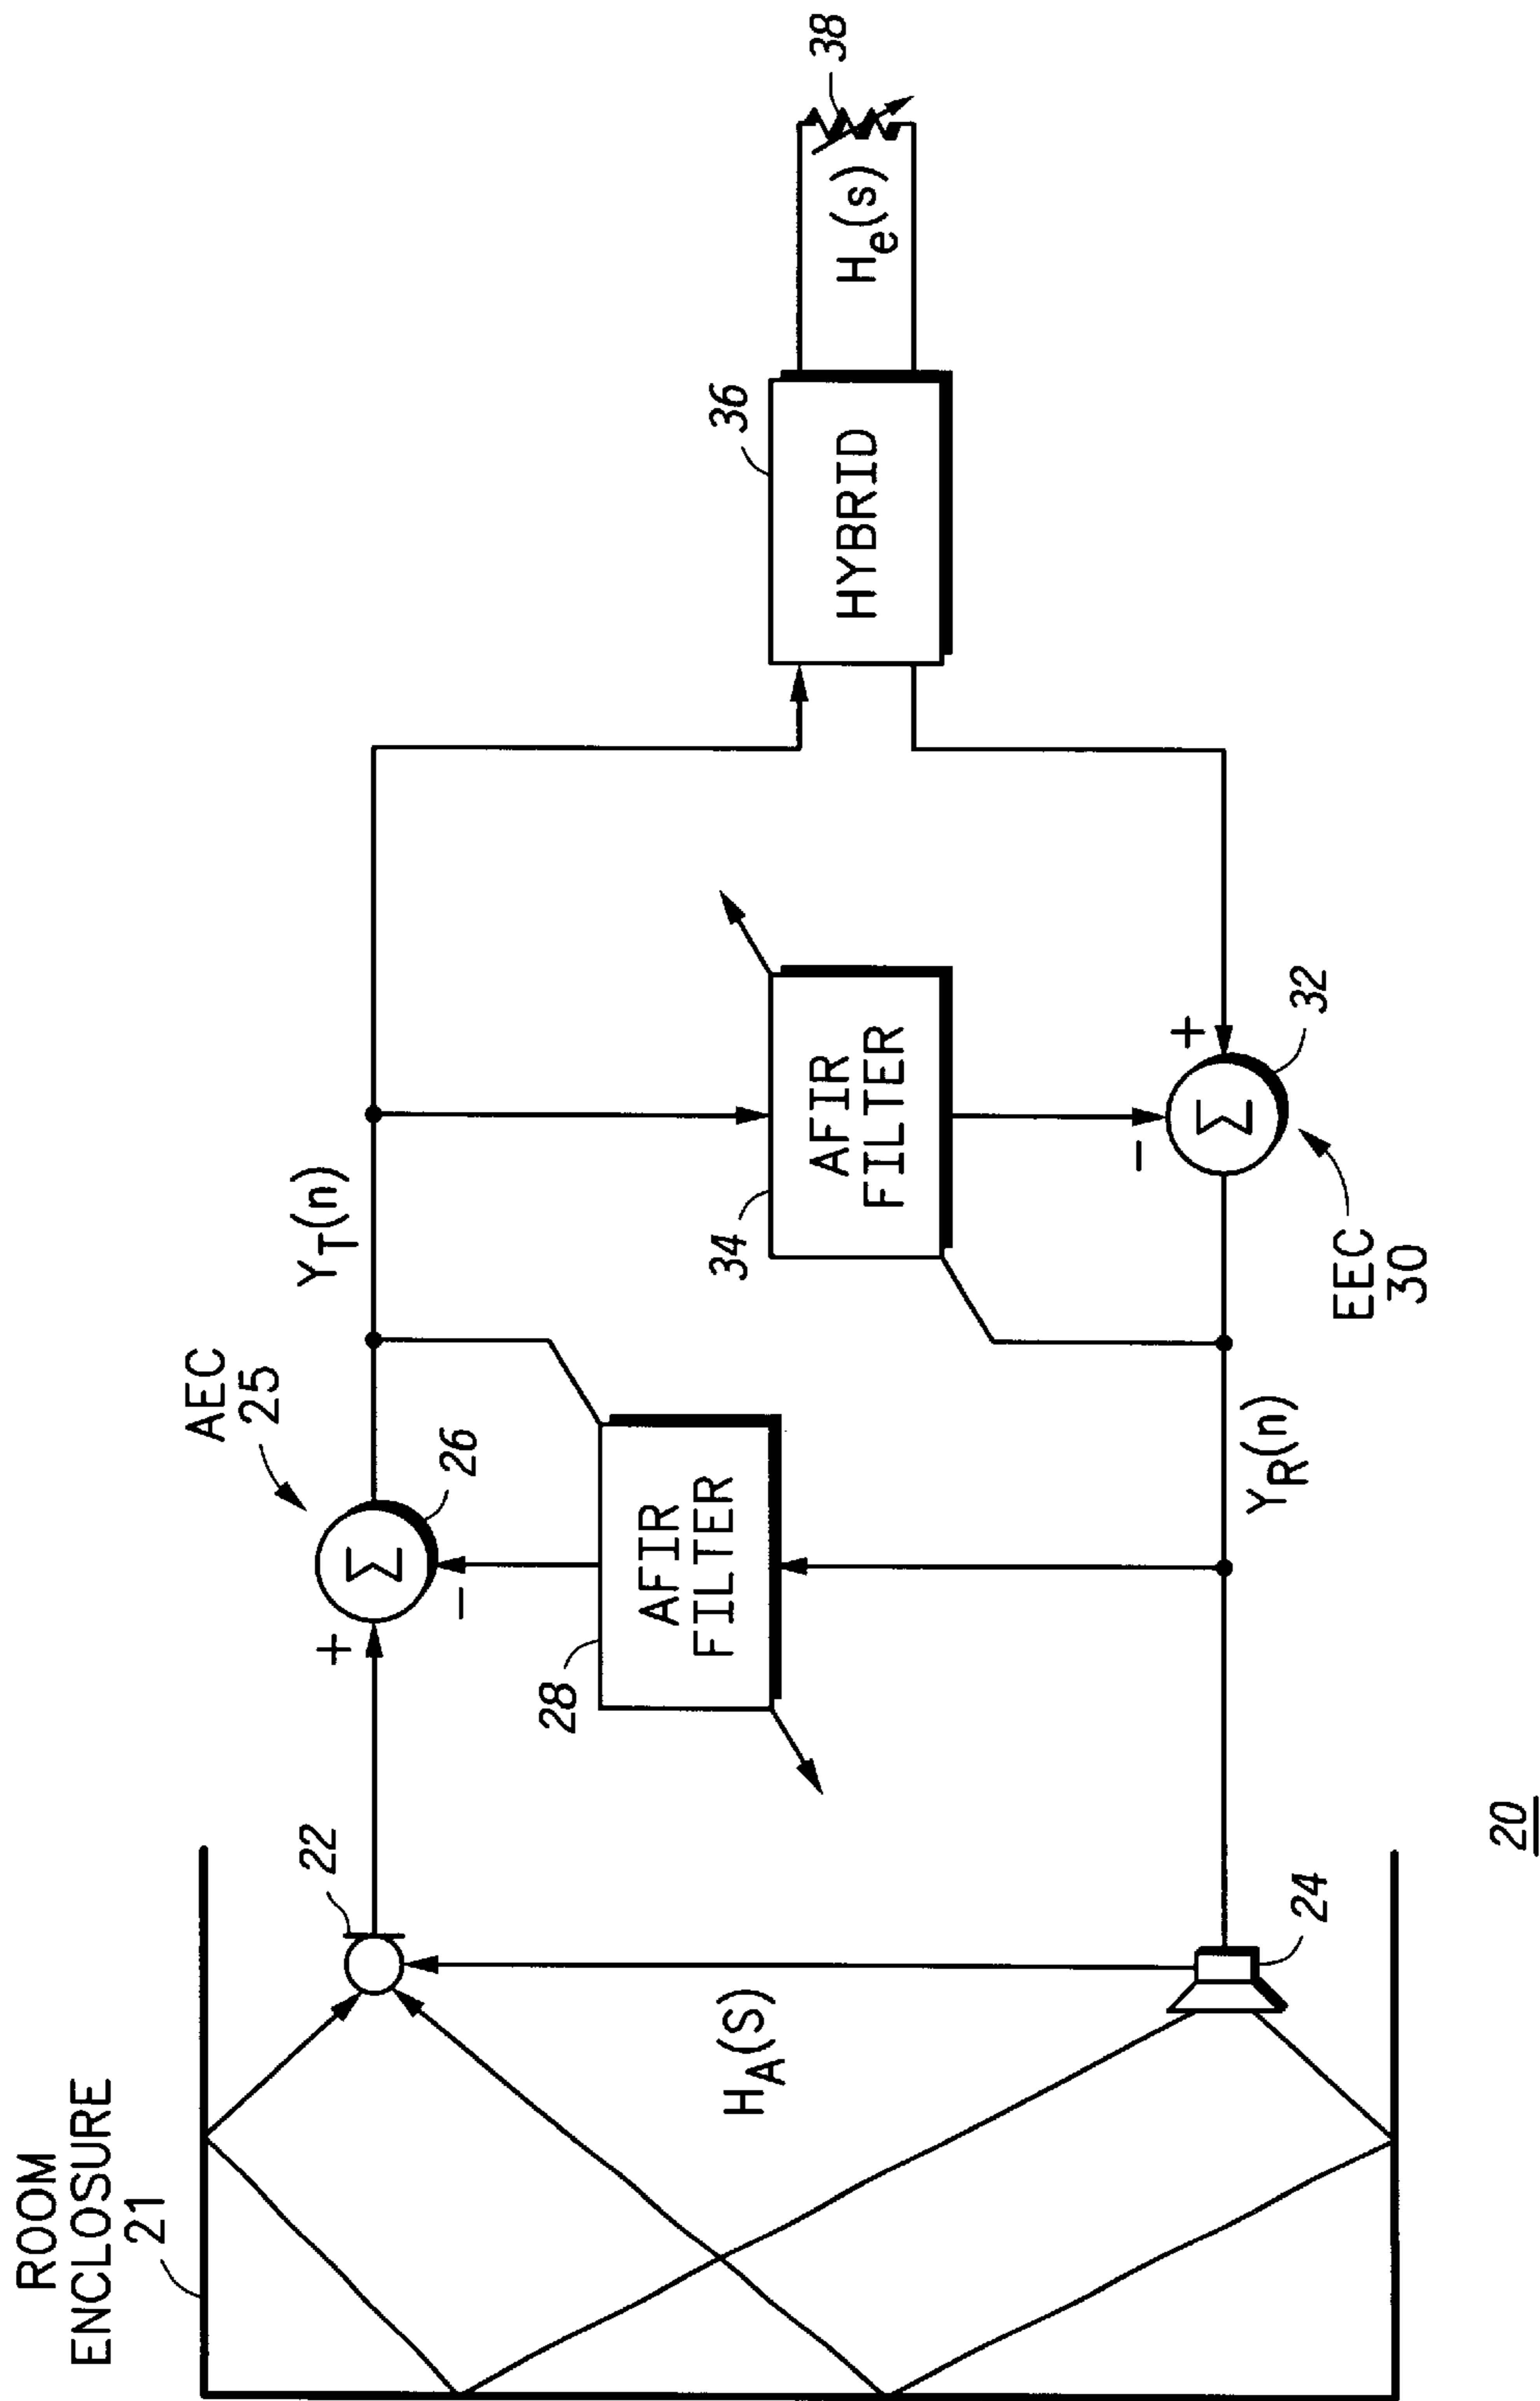 ROOM
ENCLOSURE
21
22
+
Σ
-
26
AEC
25
28
AFIR
FILTER
Y_T(n)
34
AFIR
FILTER
HYBRID
36
H_e(s)
38
H_A(S)
24
Y_R(n)
-
Σ
+
32
EEC
30
20